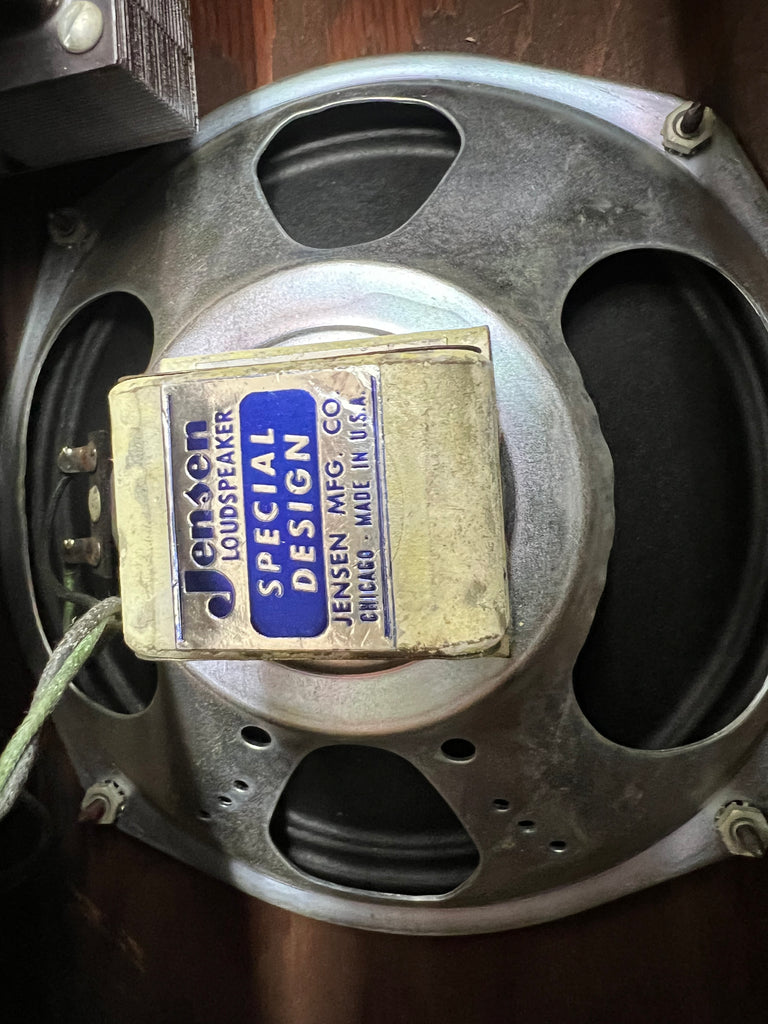 Jensen
LOUDSPEAKER
SPECIAL
DESIGN
JENSEN MFG. CO.
CHICAGO · MADE IN U.S.A.